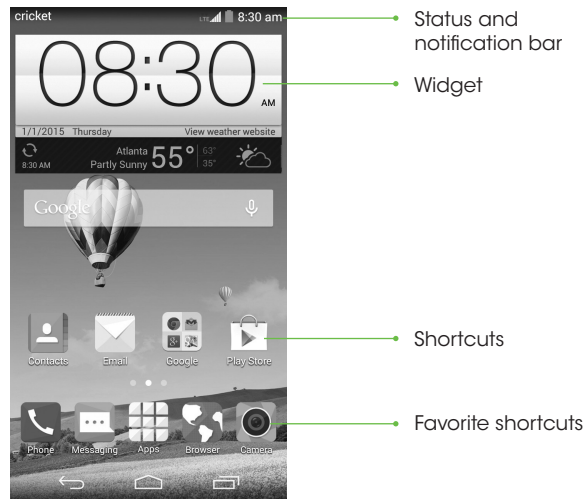 cricket
LTE
8:30 am
Status and
notification bar
08:30
AM
Widget
1/1/2015 Thursday
View weather website
8:30 AM
Atlanta
Partly Sunny
55°
63°
35°
Google
Contacts
Email
Google
Play Store
Shortcuts
Phone
Messaging
Apps
Browser
Camera
Favorite shortcuts